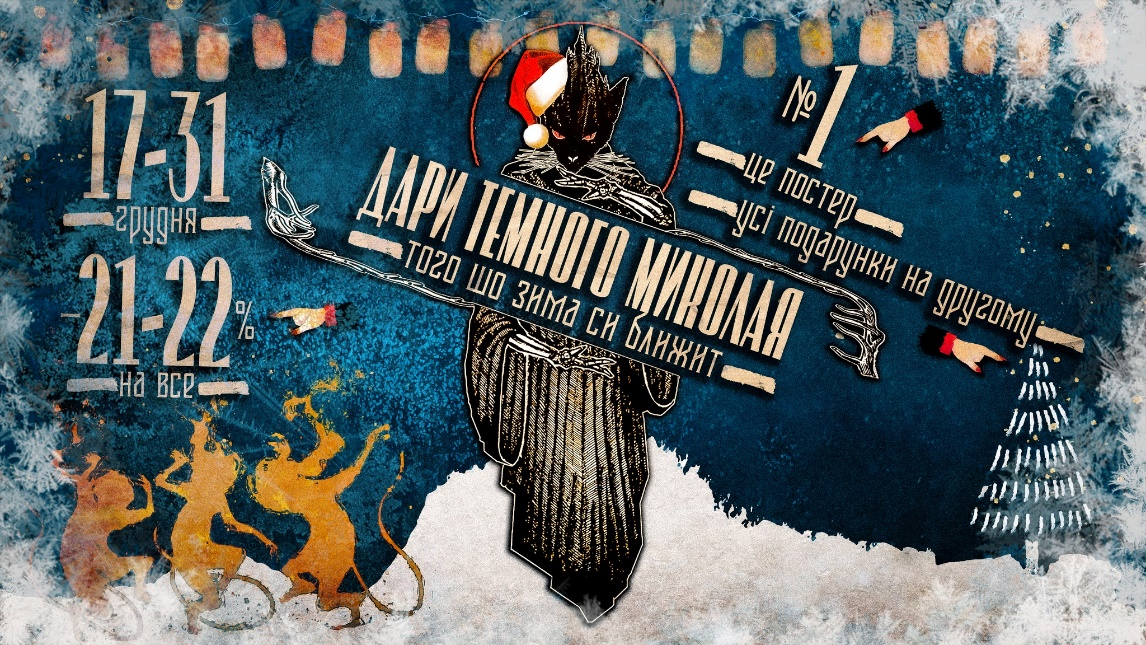 17-31
грудня
-21-22%
на все
ДАРИ ТЕМНОГО МИКОЛАЯ
того шо зима си ближит
№1
це постер
усі подарунки на другому